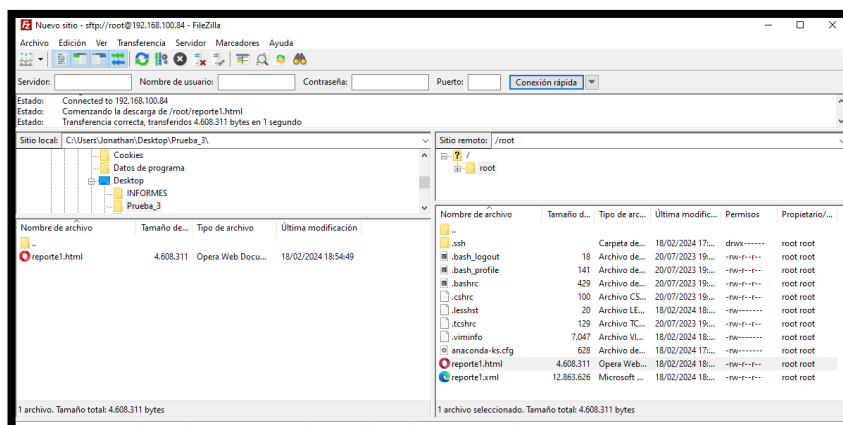 Nuevo sitio - sftp://root@192.168.100.84 - FileZilla
Archivo Edición Ver Transferencia Servidor Marcadores Ayuda
Servidor: Nombre de usuario: Contraseña: Puerto: Conexión rápida
Estado: Connected to 192.168.100.84
Estado: Comenzando la descarga de /root/reporte1.html
Estado: Transferencia correcta, transferidos 4.608.311 bytes en 1 segundo
Sitio local: C:\Users\Jonathan\Desktop\Prueba_3\
Cookies
Datos de programa
Desktop
INFORMES
Prueba_3
Nombre de archivo Tamaño de... Tipo de archivo Última modificación
..
reporte1.html 4.608.311 Opera Web Docu... 18/02/2024 18:54:49
1 archivo. Tamaño total: 4.608.311 bytes
Sitio remoto: /root
/
root
Nombre de archivo Tamaño d... Tipo de arc... Última modific... Permisos Propietario/...
..
.ssh Carpeta de... 18/02/2024 17:... drwx------ root root
.bash_logout 18 Archivo de... 20/07/2023 19:... -rw-r--r-- root root
.bash_profile 141 Archivo de... 20/07/2023 19:... -rw-r--r-- root root
.bashrc 429 Archivo de... 20/07/2023 19:... -rw-r--r-- root root
.cshrc 100 Archivo CS... 20/07/2023 19:... -rw-r--r-- root root
.lesshst 20 Archivo LE... 18/02/2024 18:... -rw------- root root
.tcshrc 129 Archivo TC... 20/07/2023 19:... -rw-r--r-- root root
.viminfo 7.047 Archivo VI... 18/02/2024 18:... -rw------- root root
anaconda-ks.cfg 628 Archivo de... 18/02/2024 17:... -rw------- root root
reporte1.html 4.608.311 Opera Web... 18/02/2024 18:... -rw-r--r-- root root
reporte1.xml 12.863.626 Microsoft ... 18/02/2024 18:... -rw-r--r-- root root
1 archivo seleccionado. Tamaño total: 4.608.311 bytes